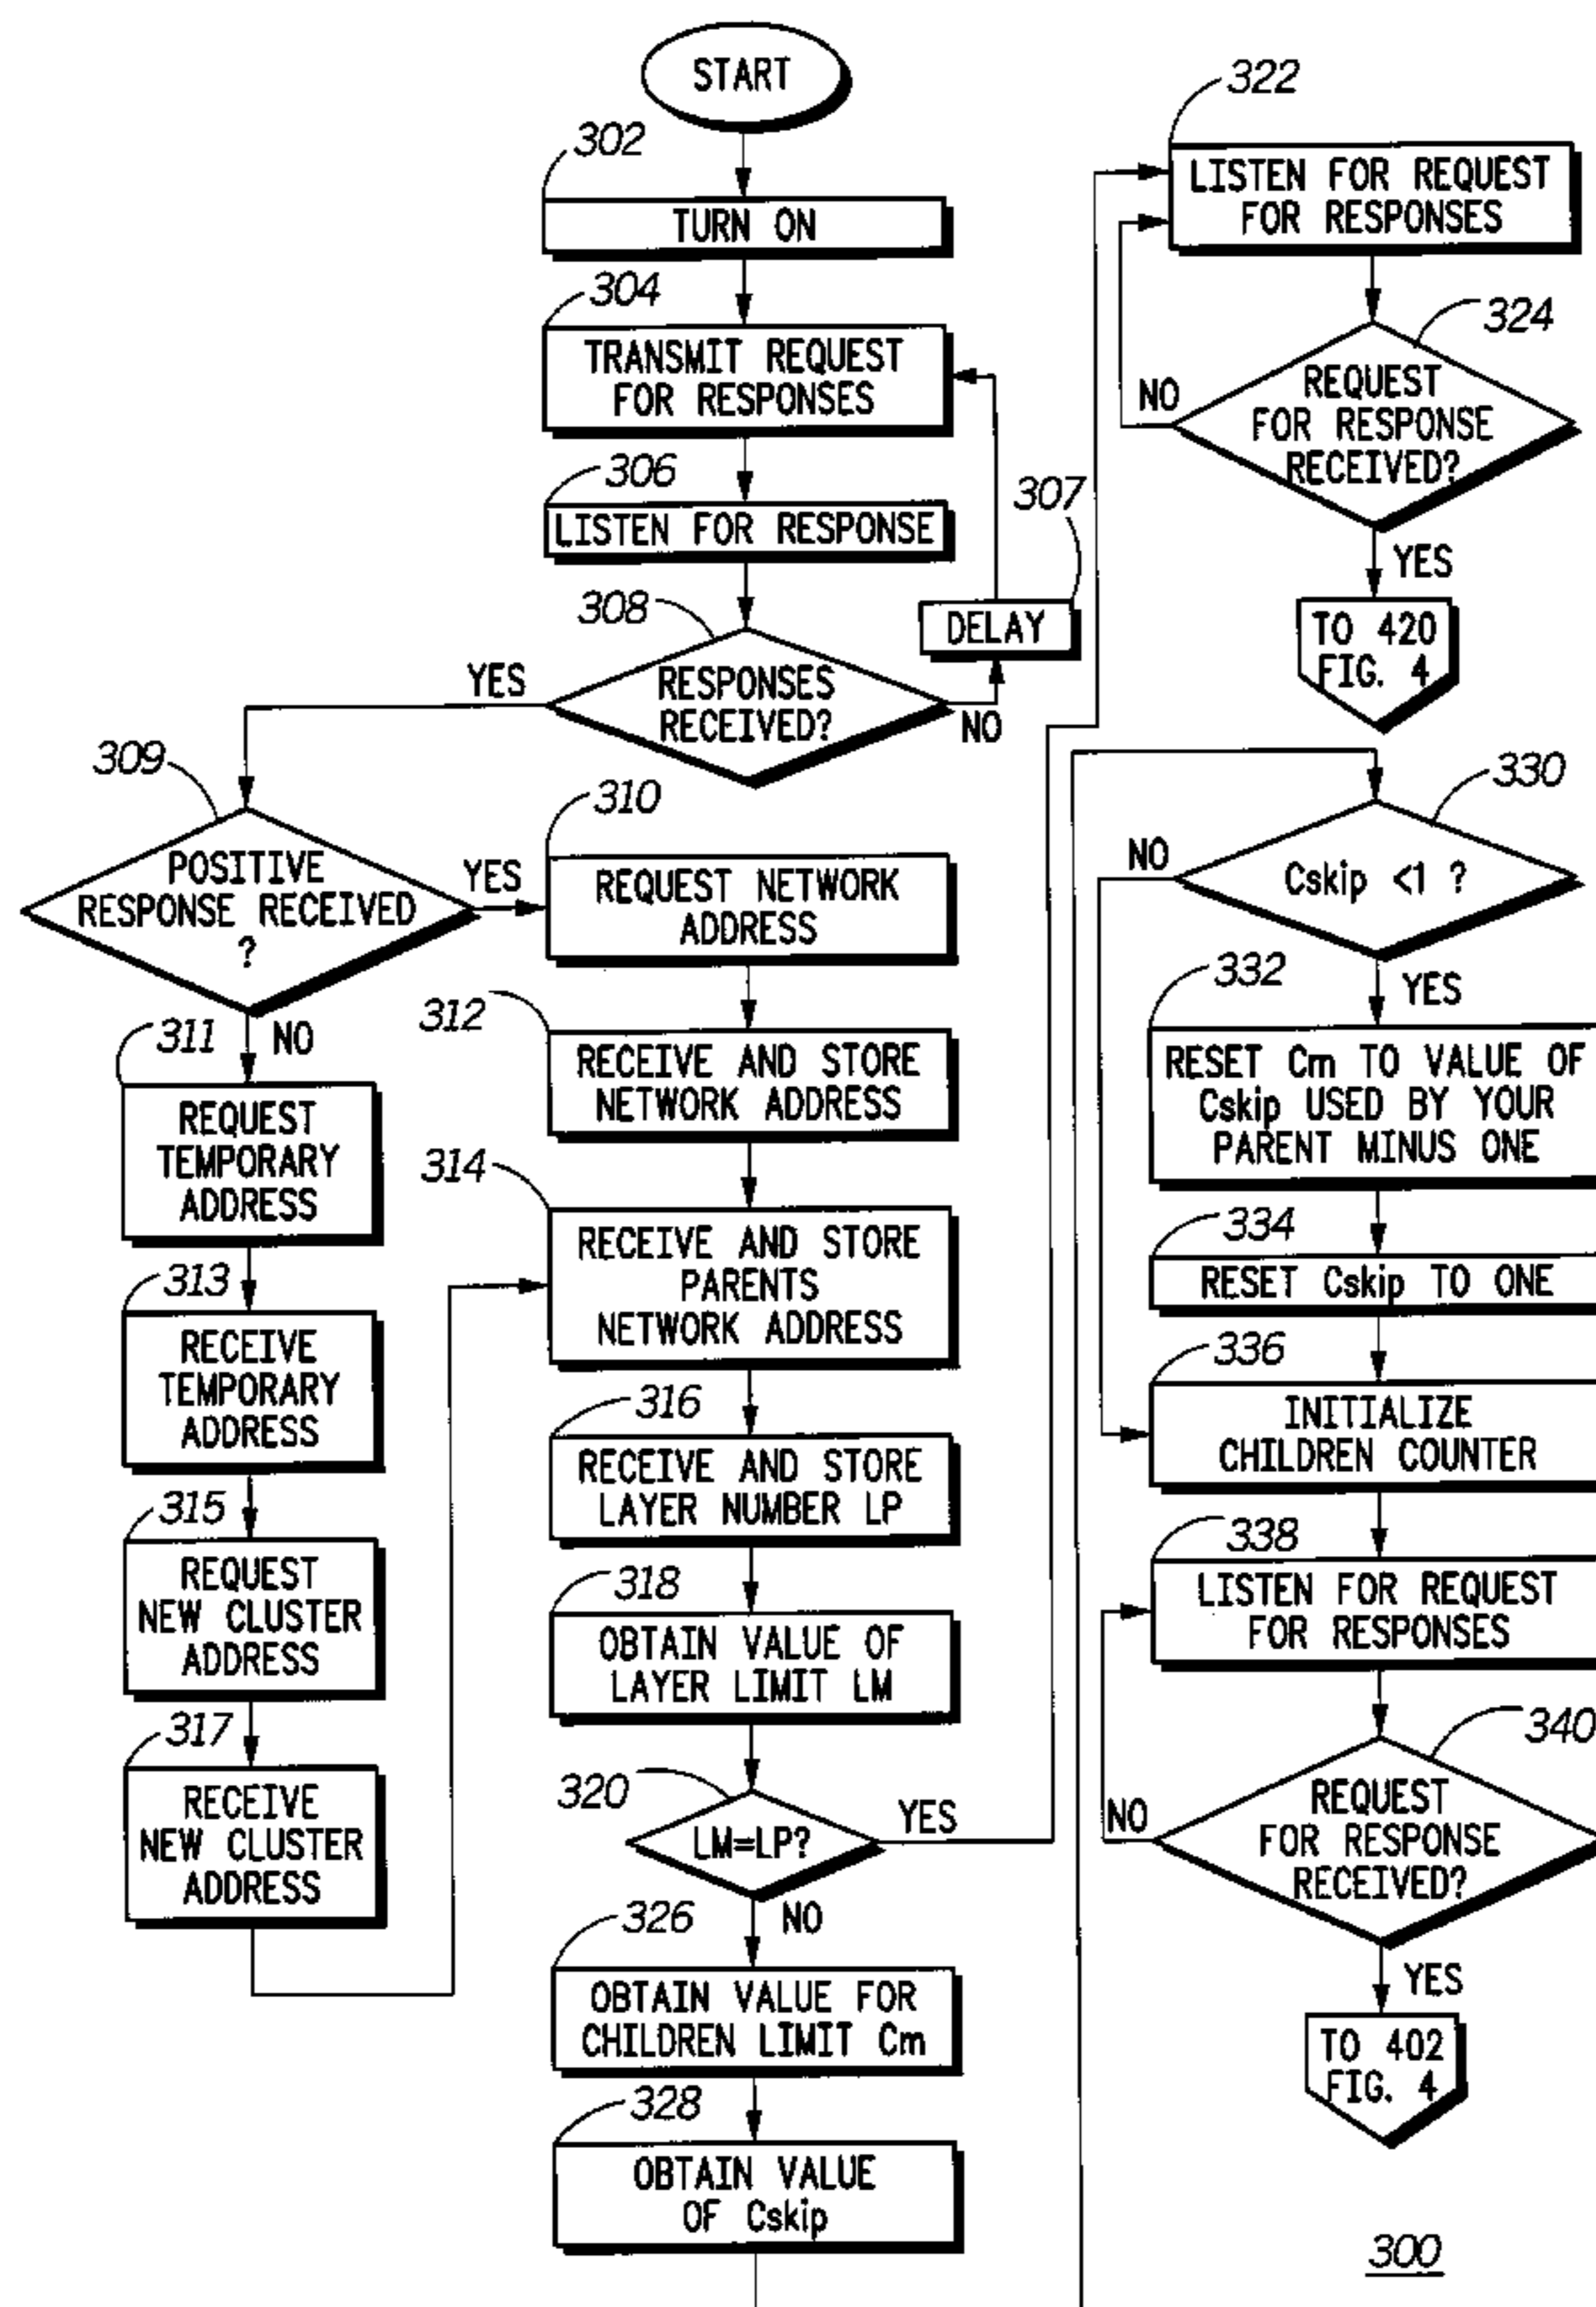 START
302
TURN ON
304
TRANSMIT REQUEST
FOR RESPONSES
306
LISTEN FOR RESPONSE
307
DELAY
308
RESPONSES
RECEIVED?
YES
NO
309
POSITIVE
RESPONSE RECEIVED
?
YES
NO
311
REQUEST
TEMPORARY
ADDRESS
313
RECEIVE
TEMPORARY
ADDRESS
315
REQUEST
NEW CLUSTER
ADDRESS
317
RECEIVE
NEW CLUSTER
ADDRESS
310
REQUEST NETWORK
ADDRESS
312
RECEIVE AND STORE
NETWORK ADDRESS
314
RECEIVE AND STORE
PARENTS
NETWORK ADDRESS
316
RECEIVE AND STORE
LAYER NUMBER LP
318
OBTAIN VALUE OF
LAYER LIMIT LM
320
LM=LP?
YES
NO
326
OBTAIN VALUE FOR
CHILDREN LIMIT Cm
328
OBTAIN VALUE
OF Cskip
322
LISTEN FOR REQUEST
FOR RESPONSES
324
REQUEST
FOR RESPONSE
RECEIVED?
NO
YES
TO 420
FIG. 4
330
Cskip <1 ?
NO
YES
332
RESET Cm TO VALUE OF
Cskip USED BY YOUR
PARENT MINUS ONE
334
RESET Cskip TO ONE
336
INITIALIZE
CHILDREN COUNTER
338
LISTEN FOR REQUEST
FOR RESPONSES
340
REQUEST
FOR RESPONSE
RECEIVED?
NO
YES
TO 402
FIG. 4
300